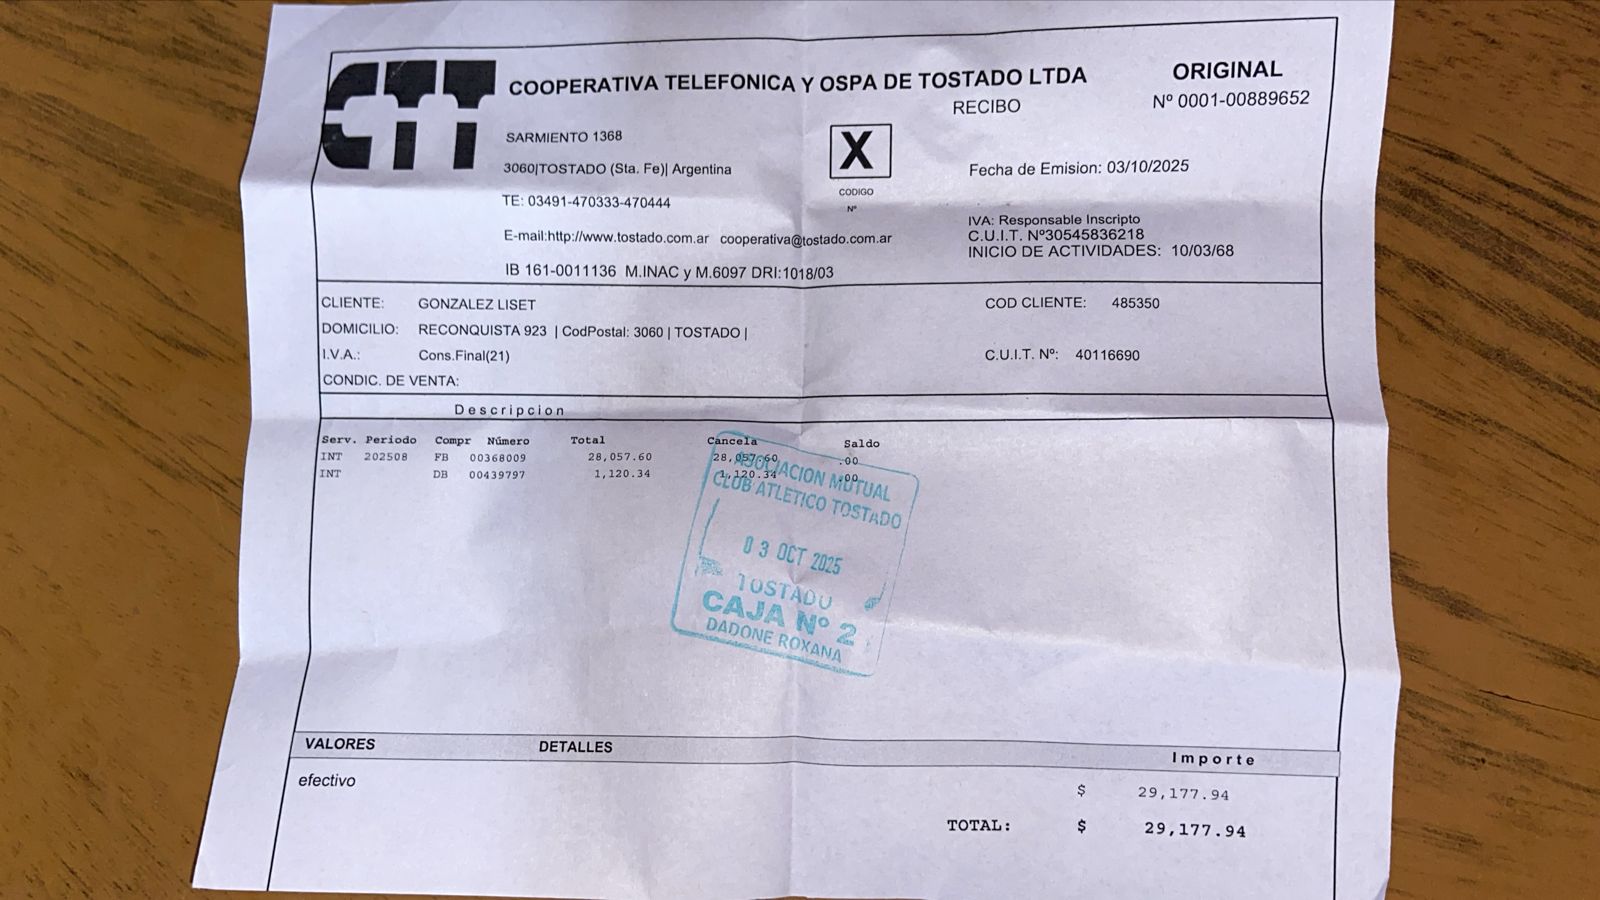 CTT
COOPERATIVA TELEFONICA Y OSPA DE TOSTADO LTDA
ORIGINAL
RECIBO
Nº 0001-00889652
SARMIENTO 1368
X
3060|TOSTADO (Sta. Fe)| Argentina
Fecha de Emision: 03/10/2025
CODIGO
Nº
TE: 03491-470333-470444
IVA: Responsable Inscripto
E-mail:http://www.tostado.com.ar cooperativa@tostado.com.ar
C.U.I.T. Nº30545836218
INICIO DE ACTIVIDADES: 10/03/68
IB 161-0011136 M.INAC y M.6097 DRI:1018/03
CLIENTE: GONZALEZ LISET COD CLIENTE: 485350
DOMICILIO: RECONQUISTA 923 | CodPostal: 3060 | TOSTADO |
I.V.A.: Cons.Final(21) C.U.I.T. Nº: 40116690
CONDIC. DE VENTA:
Descripcion
Serv. Periodo Compr Número Total Cancela Saldo
INT 202508 FB 00368009 28,057.60 28,057.60 .00
INT DB 00439797 1,120.34 1,120.34 .00
ASOCIACION MUTUAL
CLUB ATLETICO TOSTADO
03 OCT 2025
TOSTADO
CAJA Nº 2
DADONE ROXANA
VALORES DETALLES Importe
efectivo $ 29,177.94
TOTAL: $ 29,177.94